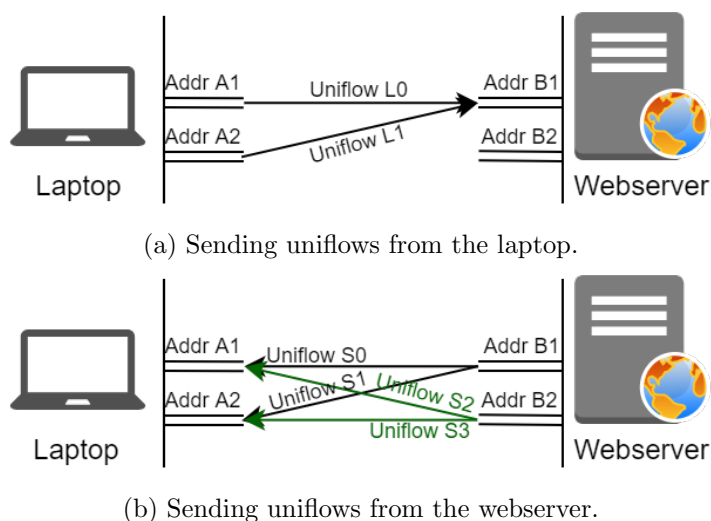 Addr A1
Uniflow L0
Addr B1
Addr A2
Uniflow L1
Addr B2
Laptop
Webserver
(a) Sending uniflows from the laptop.
Addr A1
Uniflow S0
Addr B1
Uniflow S1
Uniflow S2
Addr A2
Addr B2
Uniflow S3
Laptop
Webserver
(b) Sending uniflows from the webserver.